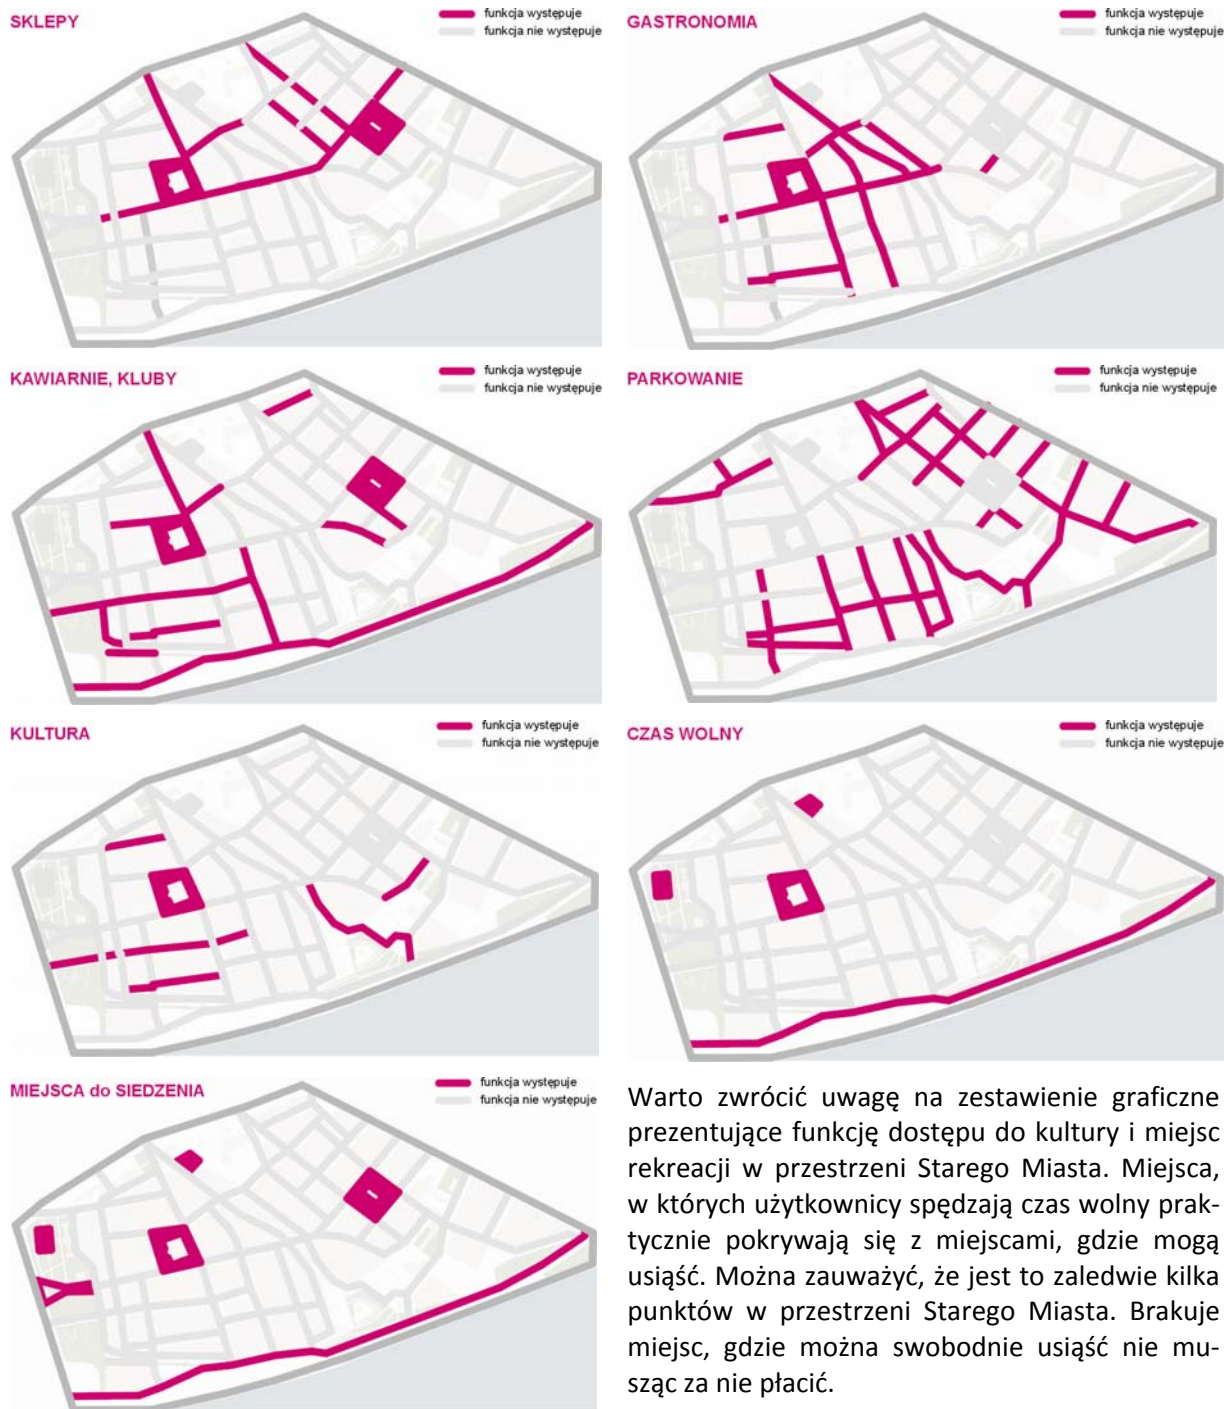 SKLEPY
funkcja występuje
funkcja nie występuje
GASTRONOMIA
funkcja występuje
funkcja nie występuje
KAWIARNIE, KLUBY
funkcja występuje
funkcja nie występuje
PARKOWANIE
funkcja występuje
funkcja nie występuje
KULTURA
funkcja występuje
funkcja nie występuje
CZAS WOLNY
funkcja występuje
funkcja nie występuje
MIEJSCA do SIEDZENIA
funkcja występuje
funkcja nie występuje
Warto zwrócić uwagę na zestawienie graficzne
prezentujące funkcję dostępu do kultury i miejsc
rekreacji w przestrzeni Starego Miasta. Miejsca,
w których użytkownicy spędzają czas wolny prak-
tycznie pokrywają się z miejscami, gdzie mogą
usiąść. Można zauważyć, że jest to zaledwie kilka
punktów w przestrzeni Starego Miasta. Brakuje
miejsc, gdzie można swobodnie usiąść nie mu-
sząc za nie płacić.